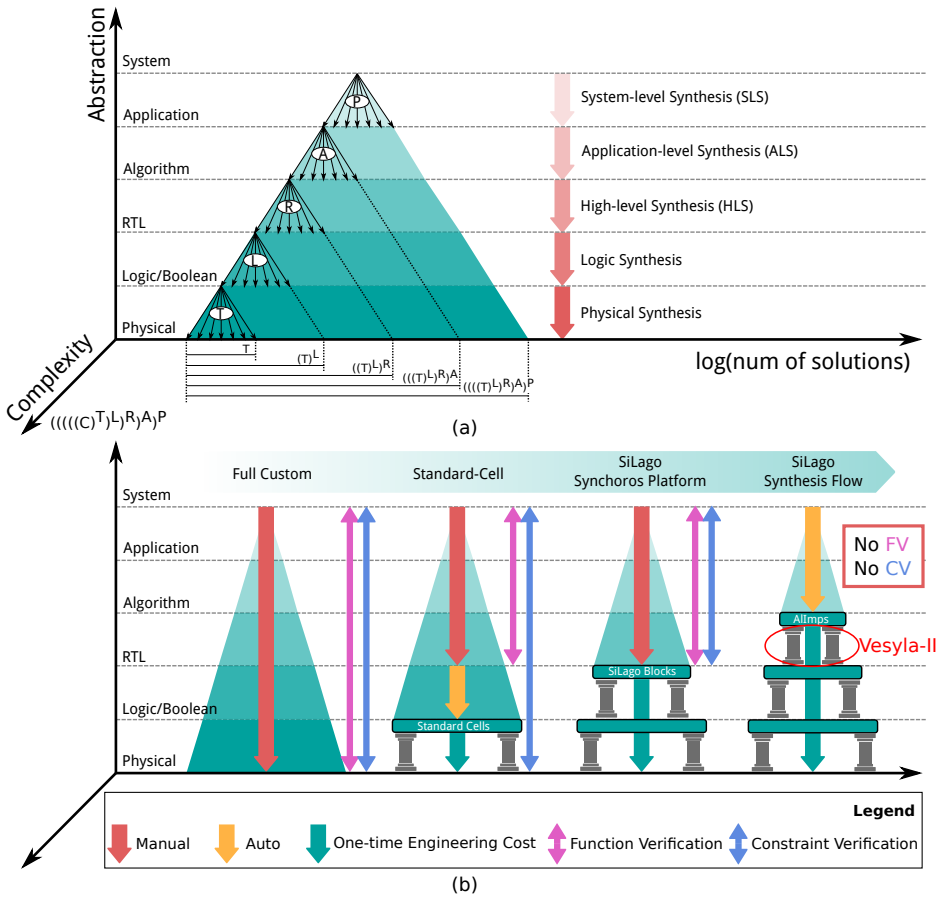 Abstraction
System
Application
Algorithm
RTL
Logic/Boolean
Physical
P
A
R
L
T
System-level Synthesis (SLS)
Application-level Synthesis (ALS)
High-level Synthesis (HLS)
Logic Synthesis
Physical Synthesis
T
(T)L
((T)L)R
(((T)L)R)A
((((T)L)R)A)P
log(num of solutions)
Complexity
(((((C)T)L)R)A)P
(a)
Full Custom
Standard-Cell
SiLago
Synchoros Platform
SiLago
Synthesis Flow
System
Application
Algorithm
RTL
Logic/Boolean
Physical
No FV
No CV
AlImps
Vesyla-II
SiLago Blocks
Standard Cells
Legend
Manual
Auto
One-time Engineering Cost
Function Verification
Constraint Verification
(b)